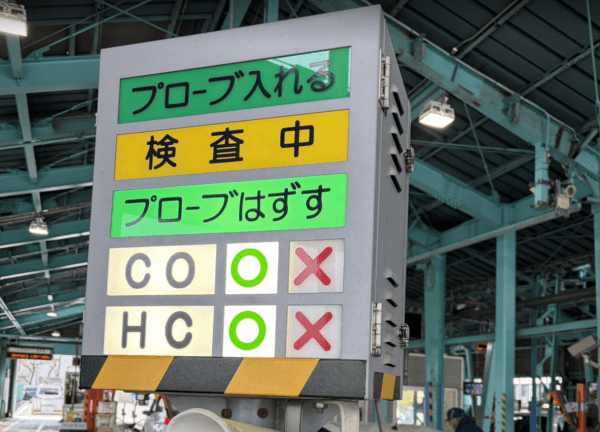 プローブ入れる
検査中
プローブはずす
CO ○ ×
HC ○ ×